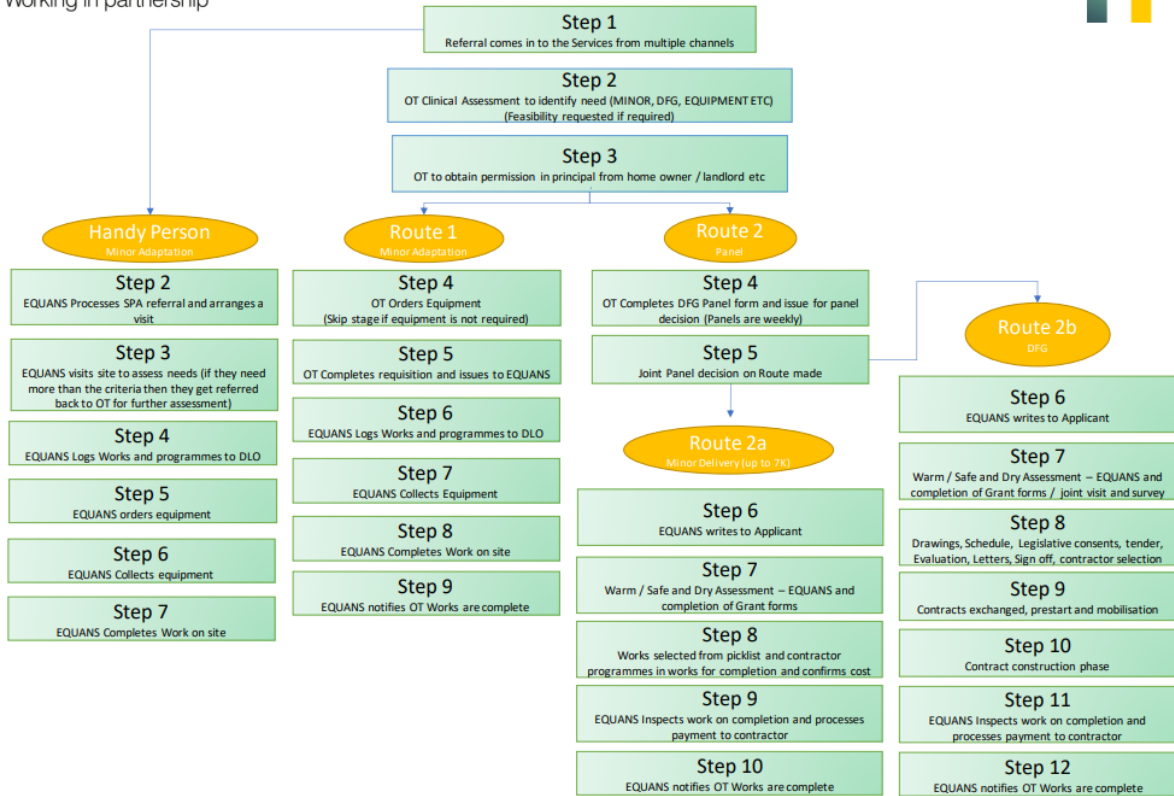 Working in partnership
Step 1
Referral comes in to the Services from multiple channels
Step 2
OT Clinical Assessment to identify need (MINOR, DFG, EQUIPMENT ETC)
(Feasibility requested if required)
Step 3
OT to obtain permission in principal from home owner / landlord etc
Handy Person
Minor Adaptation
Step 2
EQUANS Processes SPA referral and arranges a
visit
Step 3
EQUANS visits site to assess needs (if they need
more than the criteria then they get referred
back to OT for further assessment)
Step 4
EQUANS Logs Works and programmes to DLO
Step 5
EQUANS orders equipment
Step 6
EQUANS Collects equipment
Step 7
EQUANS Completes Work on site
Route 1
Minor Adaptation
Step 4
OT Orders Equipment
(Skip stage if equipment is not required)
Step 5
OT Completes requisition and issues to EQUANS
Step 6
EQUANS Logs Works and programmes to DLO
Step 7
EQUANS Collects Equipment
Step 8
EQUANS Completes Work on site
Step 9
EQUANS notifies OT Works are complete
Route 2
Panel
Step 4
OT Completes DFG Panel form and issue for panel
decision (Panels are weekly)
Step 5
Joint Panel decision on Route made
Route 2a
Minor Delivery (up to 7K)
Step 6
EQUANS writes to Applicant
Step 7
Warm / Safe and Dry Assessment – EQUANS and
completion of Grant forms
Step 8
Works selected from picklist and contractor
programmes in works for completion and confirms cost
Step 9
EQUANS Inspects work on completion and processes
payment to contractor
Step 10
EQUANS notifies OT Works are complete
Route 2b
DFG
Step 6
EQUANS writes to Applicant
Step 7
Warm / Safe and Dry Assessment – EQUANS and
completion of Grant forms / joint visit and survey
Step 8
Drawings, Schedule, Legislative consents, tender,
Evaluation, Letters, Sign off, contractor selection
Step 9
Contracts exchanged, prestart and mobilisation
Step 10
Contract construction phase
Step 11
EQUANS Inspects work on completion and
processes payment to contractor
Step 12
EQUANS notifies OT Works are complete